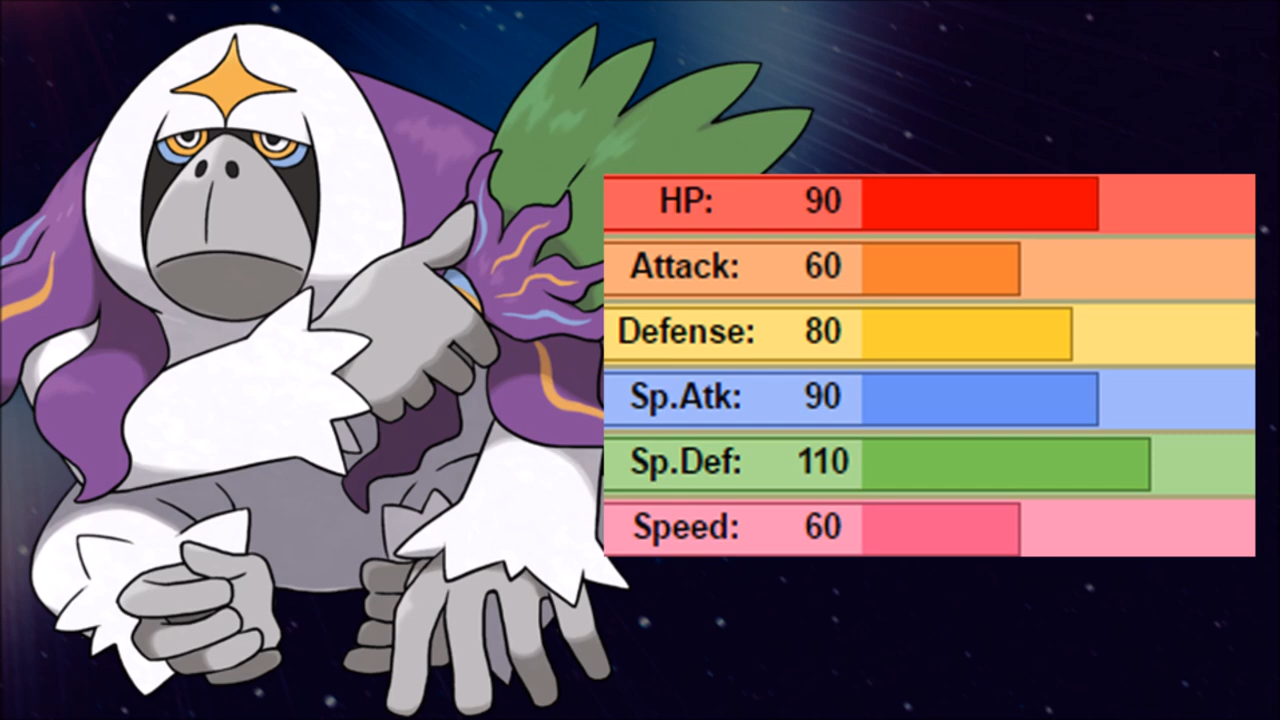 HP: 90
Attack: 60
Defense: 80
Sp.Atk: 90
Sp.Def: 110
Speed: 60